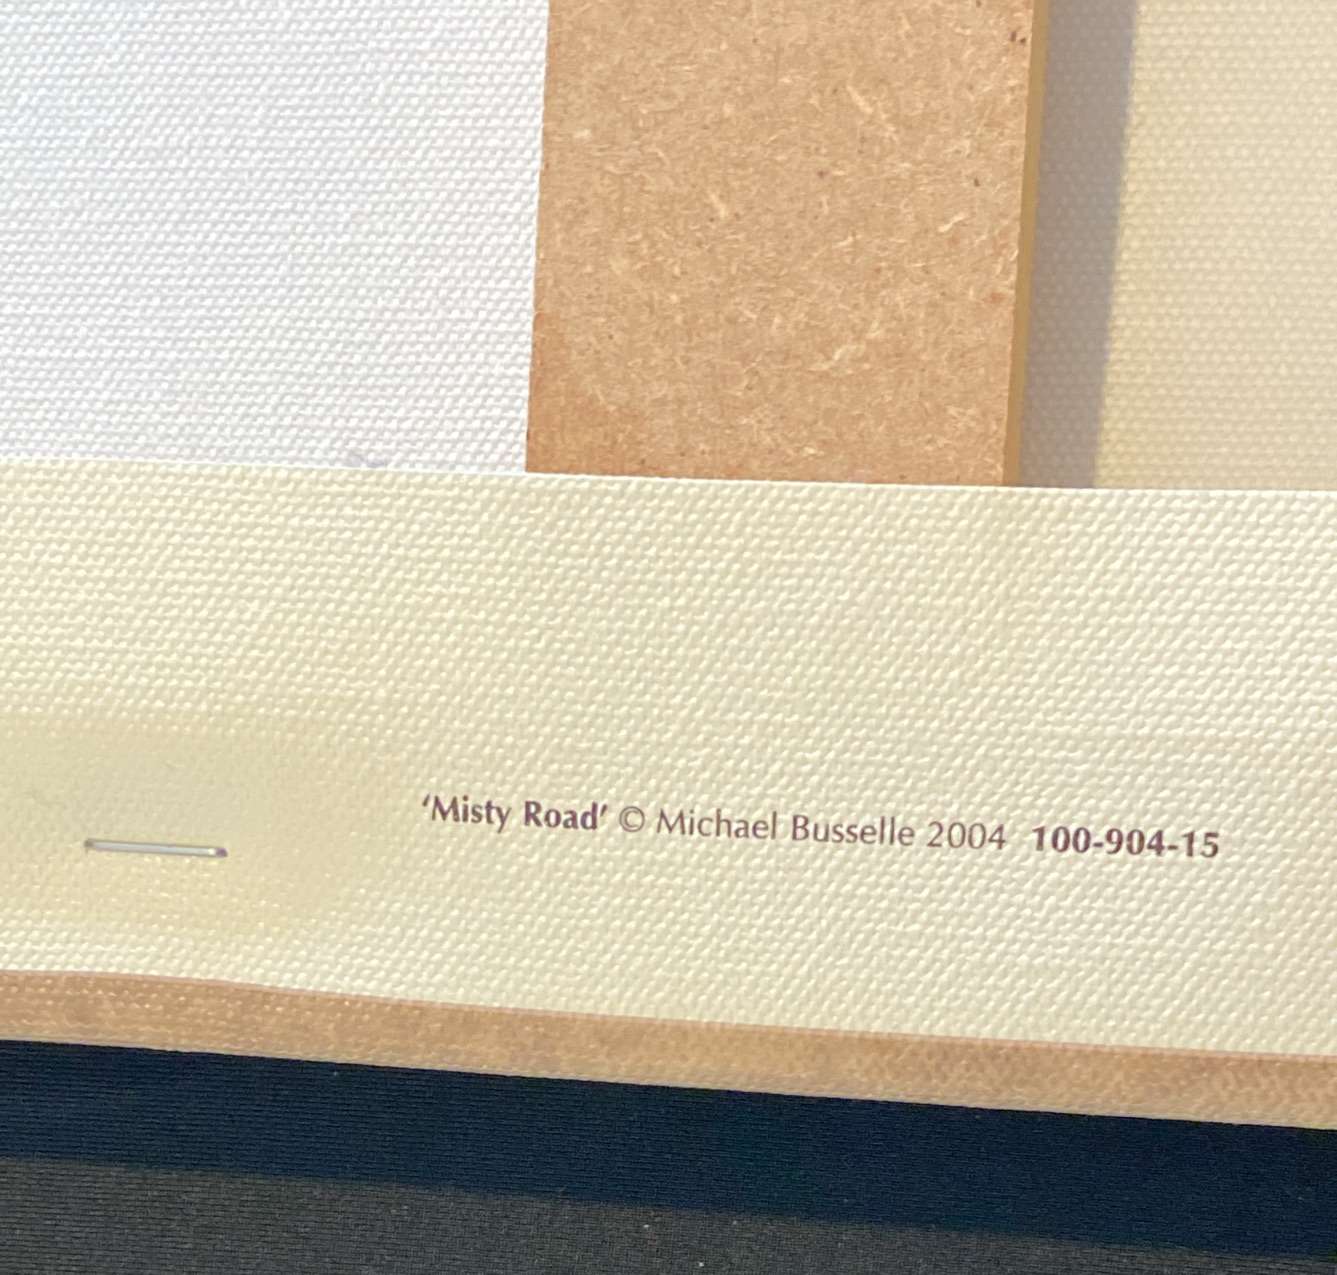 ‘Misty Road’ © Michael Busselle 2004 100-904-15